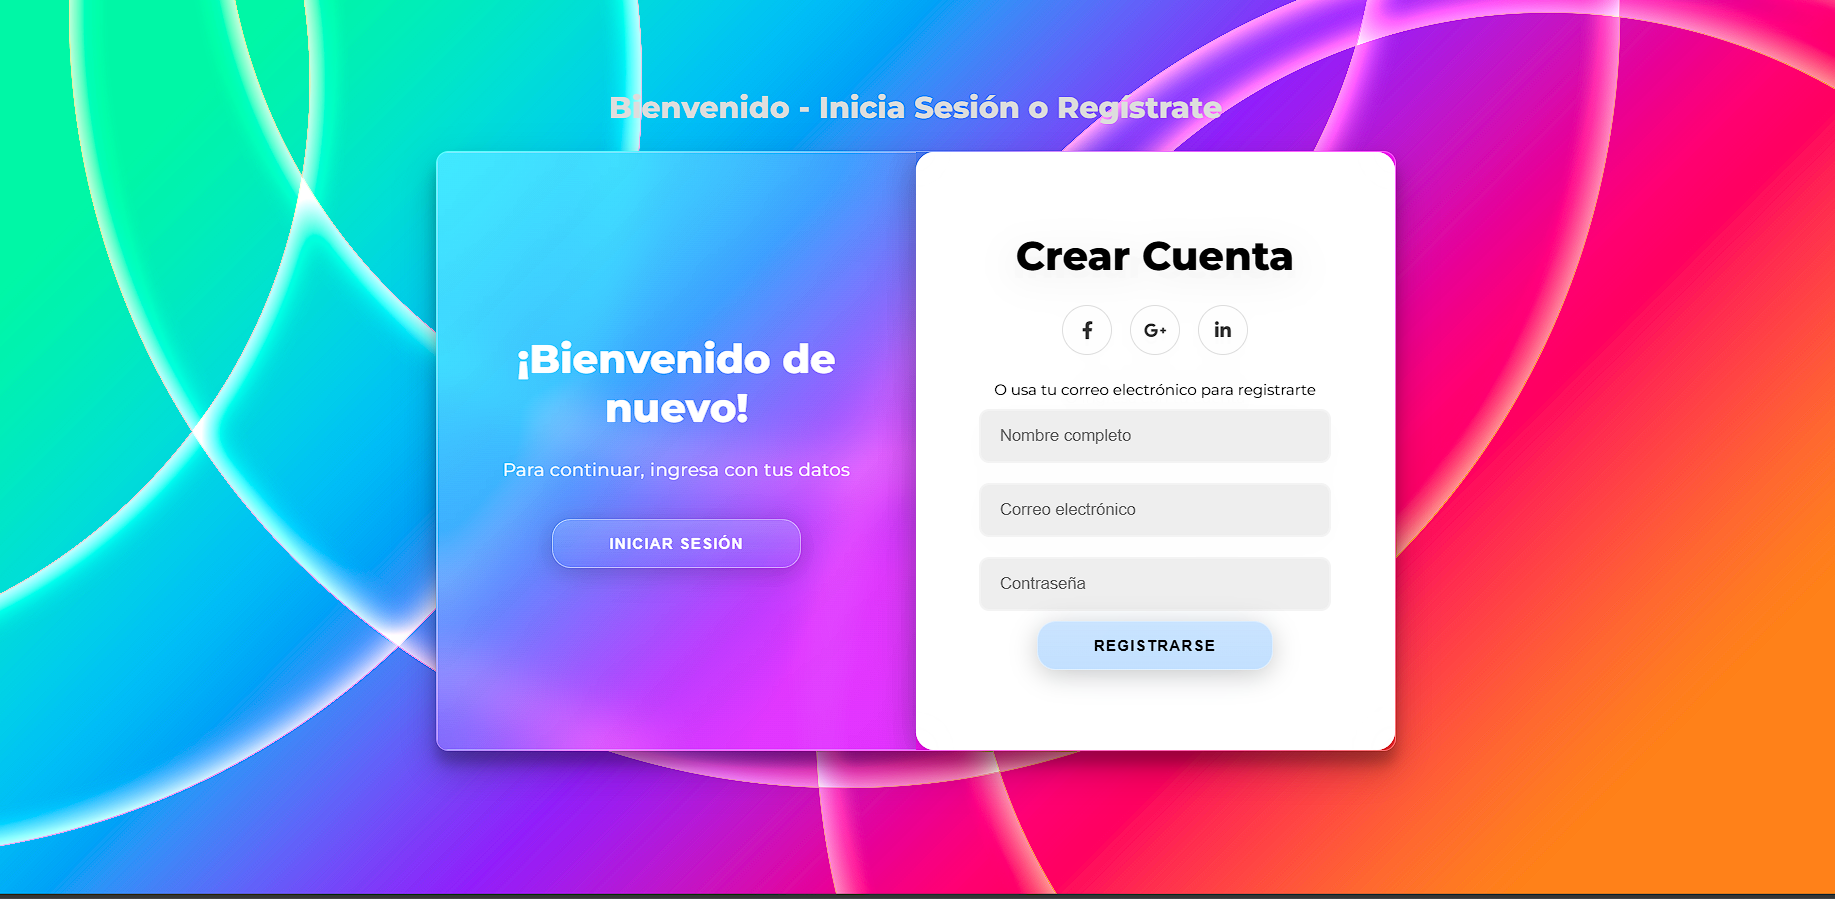 Bienvenido - Inicia Sesión o Regístrate
¡Bienvenido de
nuevo!
Para continuar, ingresa con tus datos
INICIAR SESIÓN
Crear Cuenta
f G+ in
O usa tu correo electrónico para registrarte
Nombre completo
Correo electrónico
Contraseña
REGISTRARSE